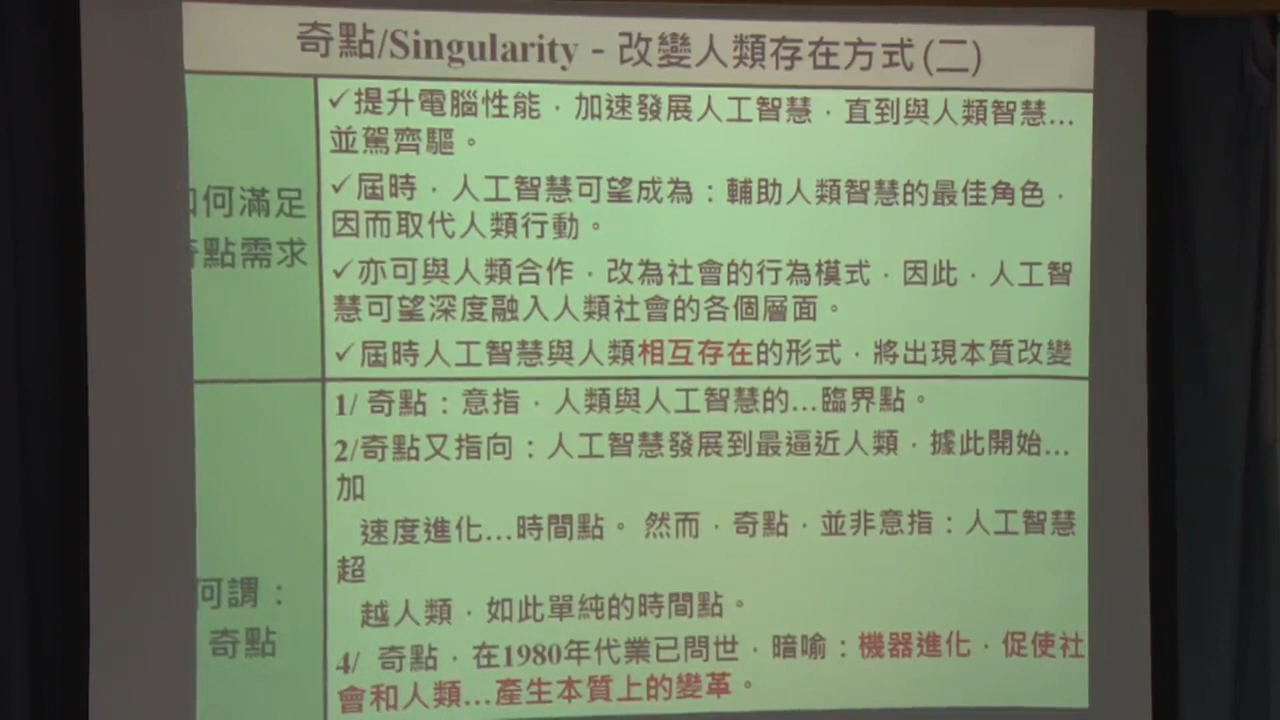 奇點/Singularity - 改變人類存在方式(二)
何滿足
點需求
✓提升電腦性能，加速發展人工智慧，直到與人類智慧...
並駕齊驅。
✓屆時，人工智慧可望成為：輔助人類智慧的最佳角色，
因而取代人類行動。
✓亦可與人類合作，改為社會的行為模式，因此，人工智
慧可望深度融入人類社會的各個層面。
✓屆時人工智慧與人類相互存在的形式，將出現本質改變
何謂：
奇點
1/ 奇點：意指，人類與人工智慧的...臨界點。
2/奇點又指向：人工智慧發展到最逼近人類，據此開始...
加
速度進化...時間點。 然而，奇點，並非意指：人工智慧
超
越人類，如此單純的時間點。
4/ 奇點，在1980年代業已問世，暗喻：機器進化，促使社
會和人類...產生本質上的變革。